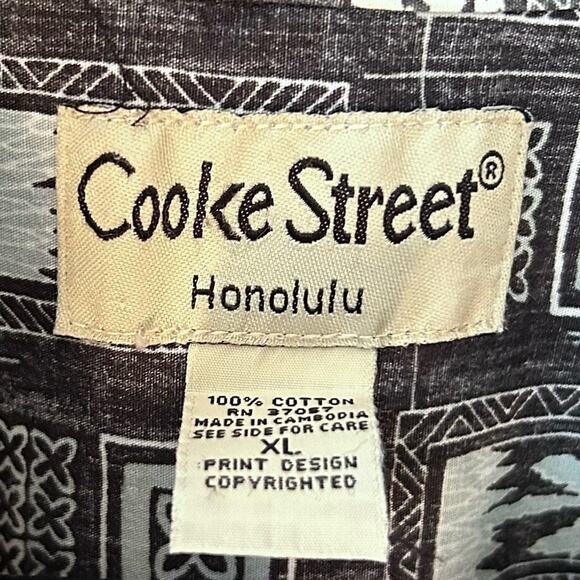 Cooke Street®
Honolulu
100% COTTON
RN 37057
MADE IN CAMBODIA
SEE SIDE FOR CARE
XL
PRINT DESIGN
COPYRIGHTED